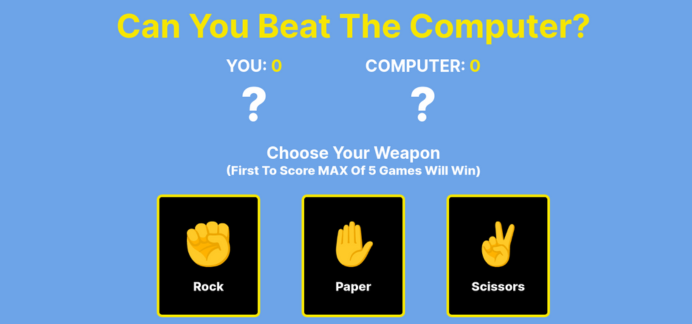 Can You Beat The Computer?
YOU: 0 COMPUTER: 0
? ?
Choose Your Weapon
(First To Score MAX Of 5 Games Will Win)
Rock Paper Scissors